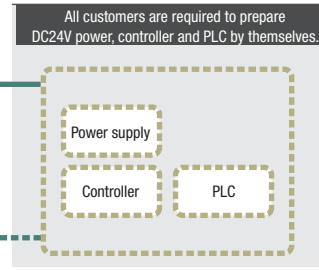 All customers are required to prepare
DC24V power, controller and PLC by themselves.
Power supply
Controller PLC